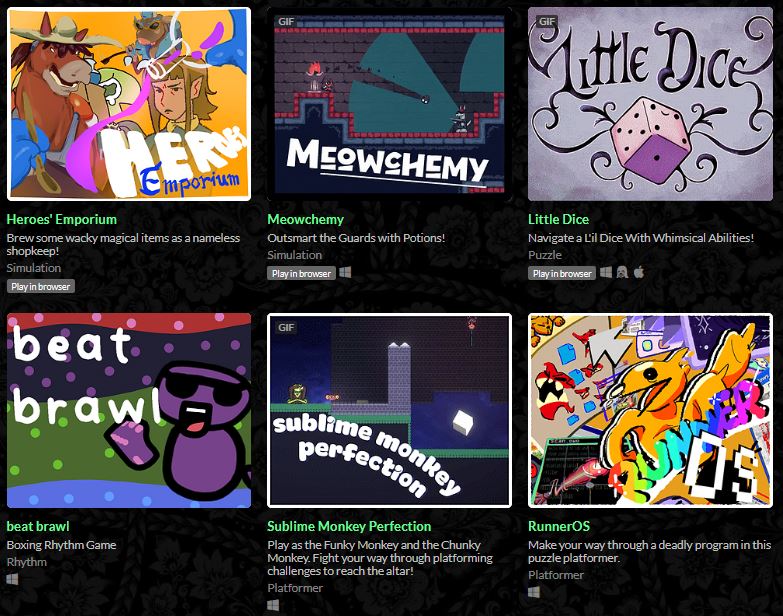 HEROES
Emporium
Heroes' Emporium
Brew some wacky magical items as a nameless
shopkeep!
Simulation
Play in browser
GIF
MEOWCHEMY
Meowchemy
Outsmart the Guards with Potions!
Simulation
Play in browser
GIF
Little Dice
Little Dice
Navigate a L'il Dice With Whimsical Abilities!
Puzzle
Play in browser
beat
brawl
beat brawl
Boxing Rhythm Game
Rhythm
GIF
sublime monkey
perfection
Sublime Monkey Perfection
Play as the Funky Monkey and the Chunky
Monkey. Fight your way through platforming
challenges to reach the altar!
Platformer
RUNNER
OS
RunnerOS
Make your way through a deadly program in this
puzzle platformer.
Platformer